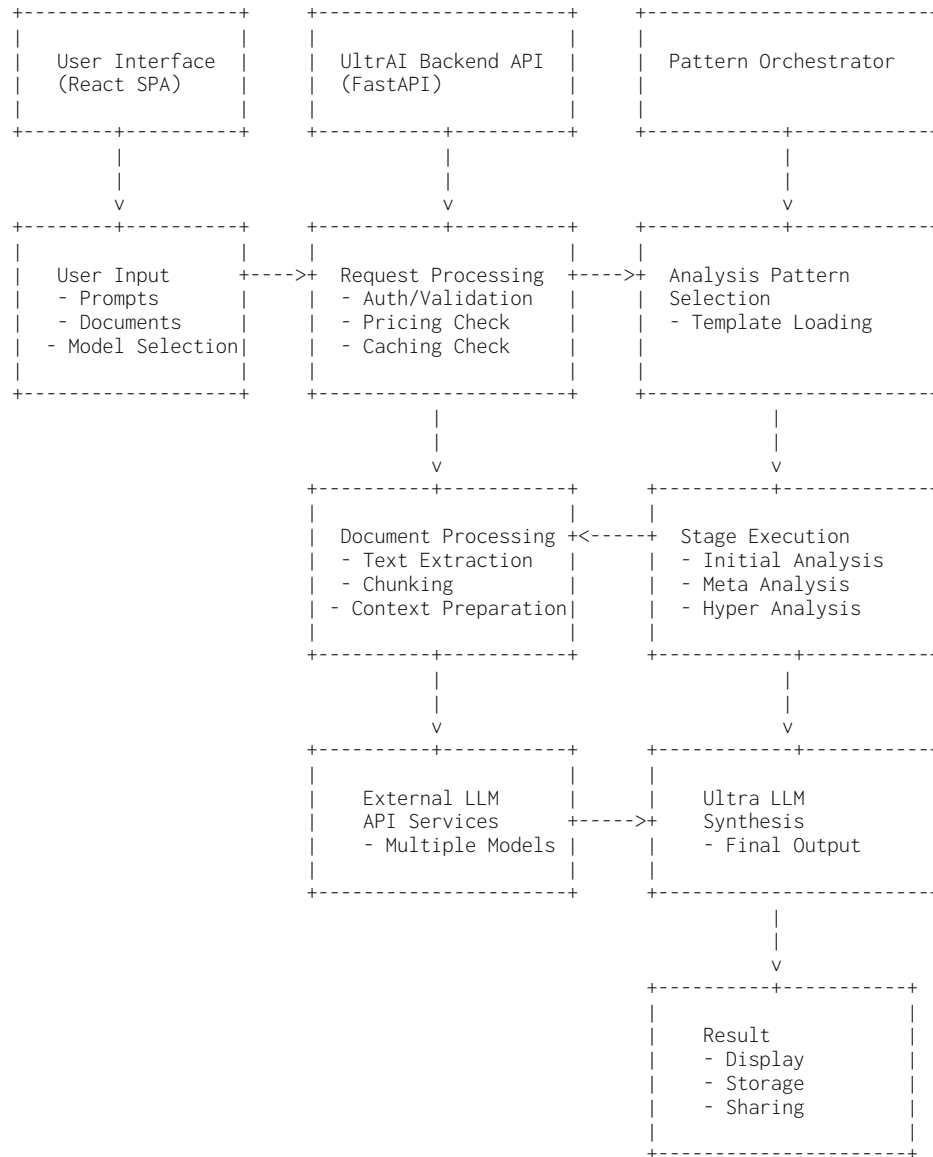 User Interface
(React SPA)
UltrAI Backend API
(FastAPI)
Pattern Orchestrator
User Input
- Prompts
- Documents
- Model Selection
Request Processing
- Auth/Validation
- Pricing Check
- Caching Check
Analysis Pattern
Selection
- Template Loading
Document Processing
- Text Extraction
- Chunking
- Context Preparation
Stage Execution
- Initial Analysis
- Meta Analysis
- Hyper Analysis
External LLM
API Services
- Multiple Models
Ultra LLM
Synthesis
- Final Output
Result
- Display
- Storage
- Sharing